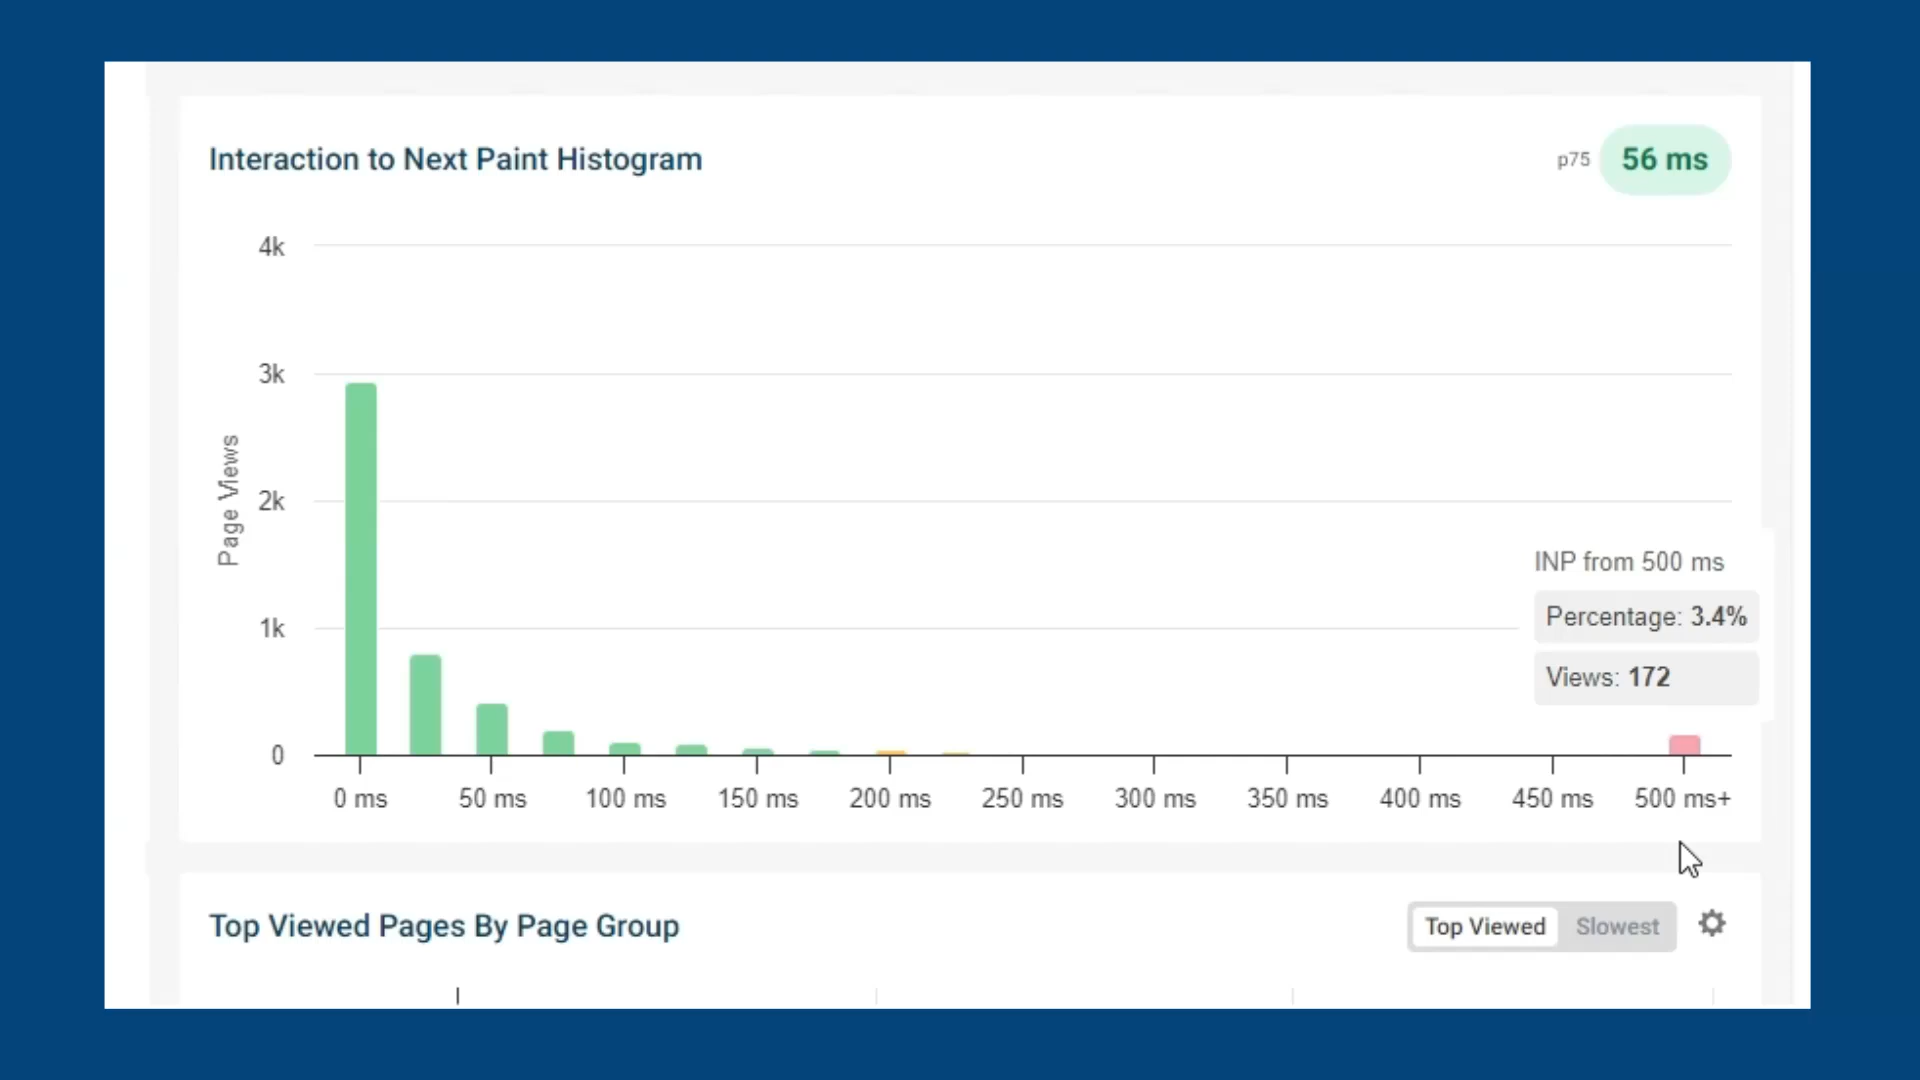 Interaction to Next Paint Histogram
p75 56 ms
4k
3k
2k
1k
0
Page Views
INP from 500 ms
Percentage: 3.4%
Views: 172
0 ms 50 ms 100 ms 150 ms 200 ms 250 ms 300 ms 350 ms 400 ms 450 ms 500 ms+
Top Viewed Pages By Page Group
Top Viewed Slowest